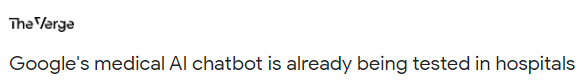 The Verge
Google's medical AI chatbot is already being tested in hospitals